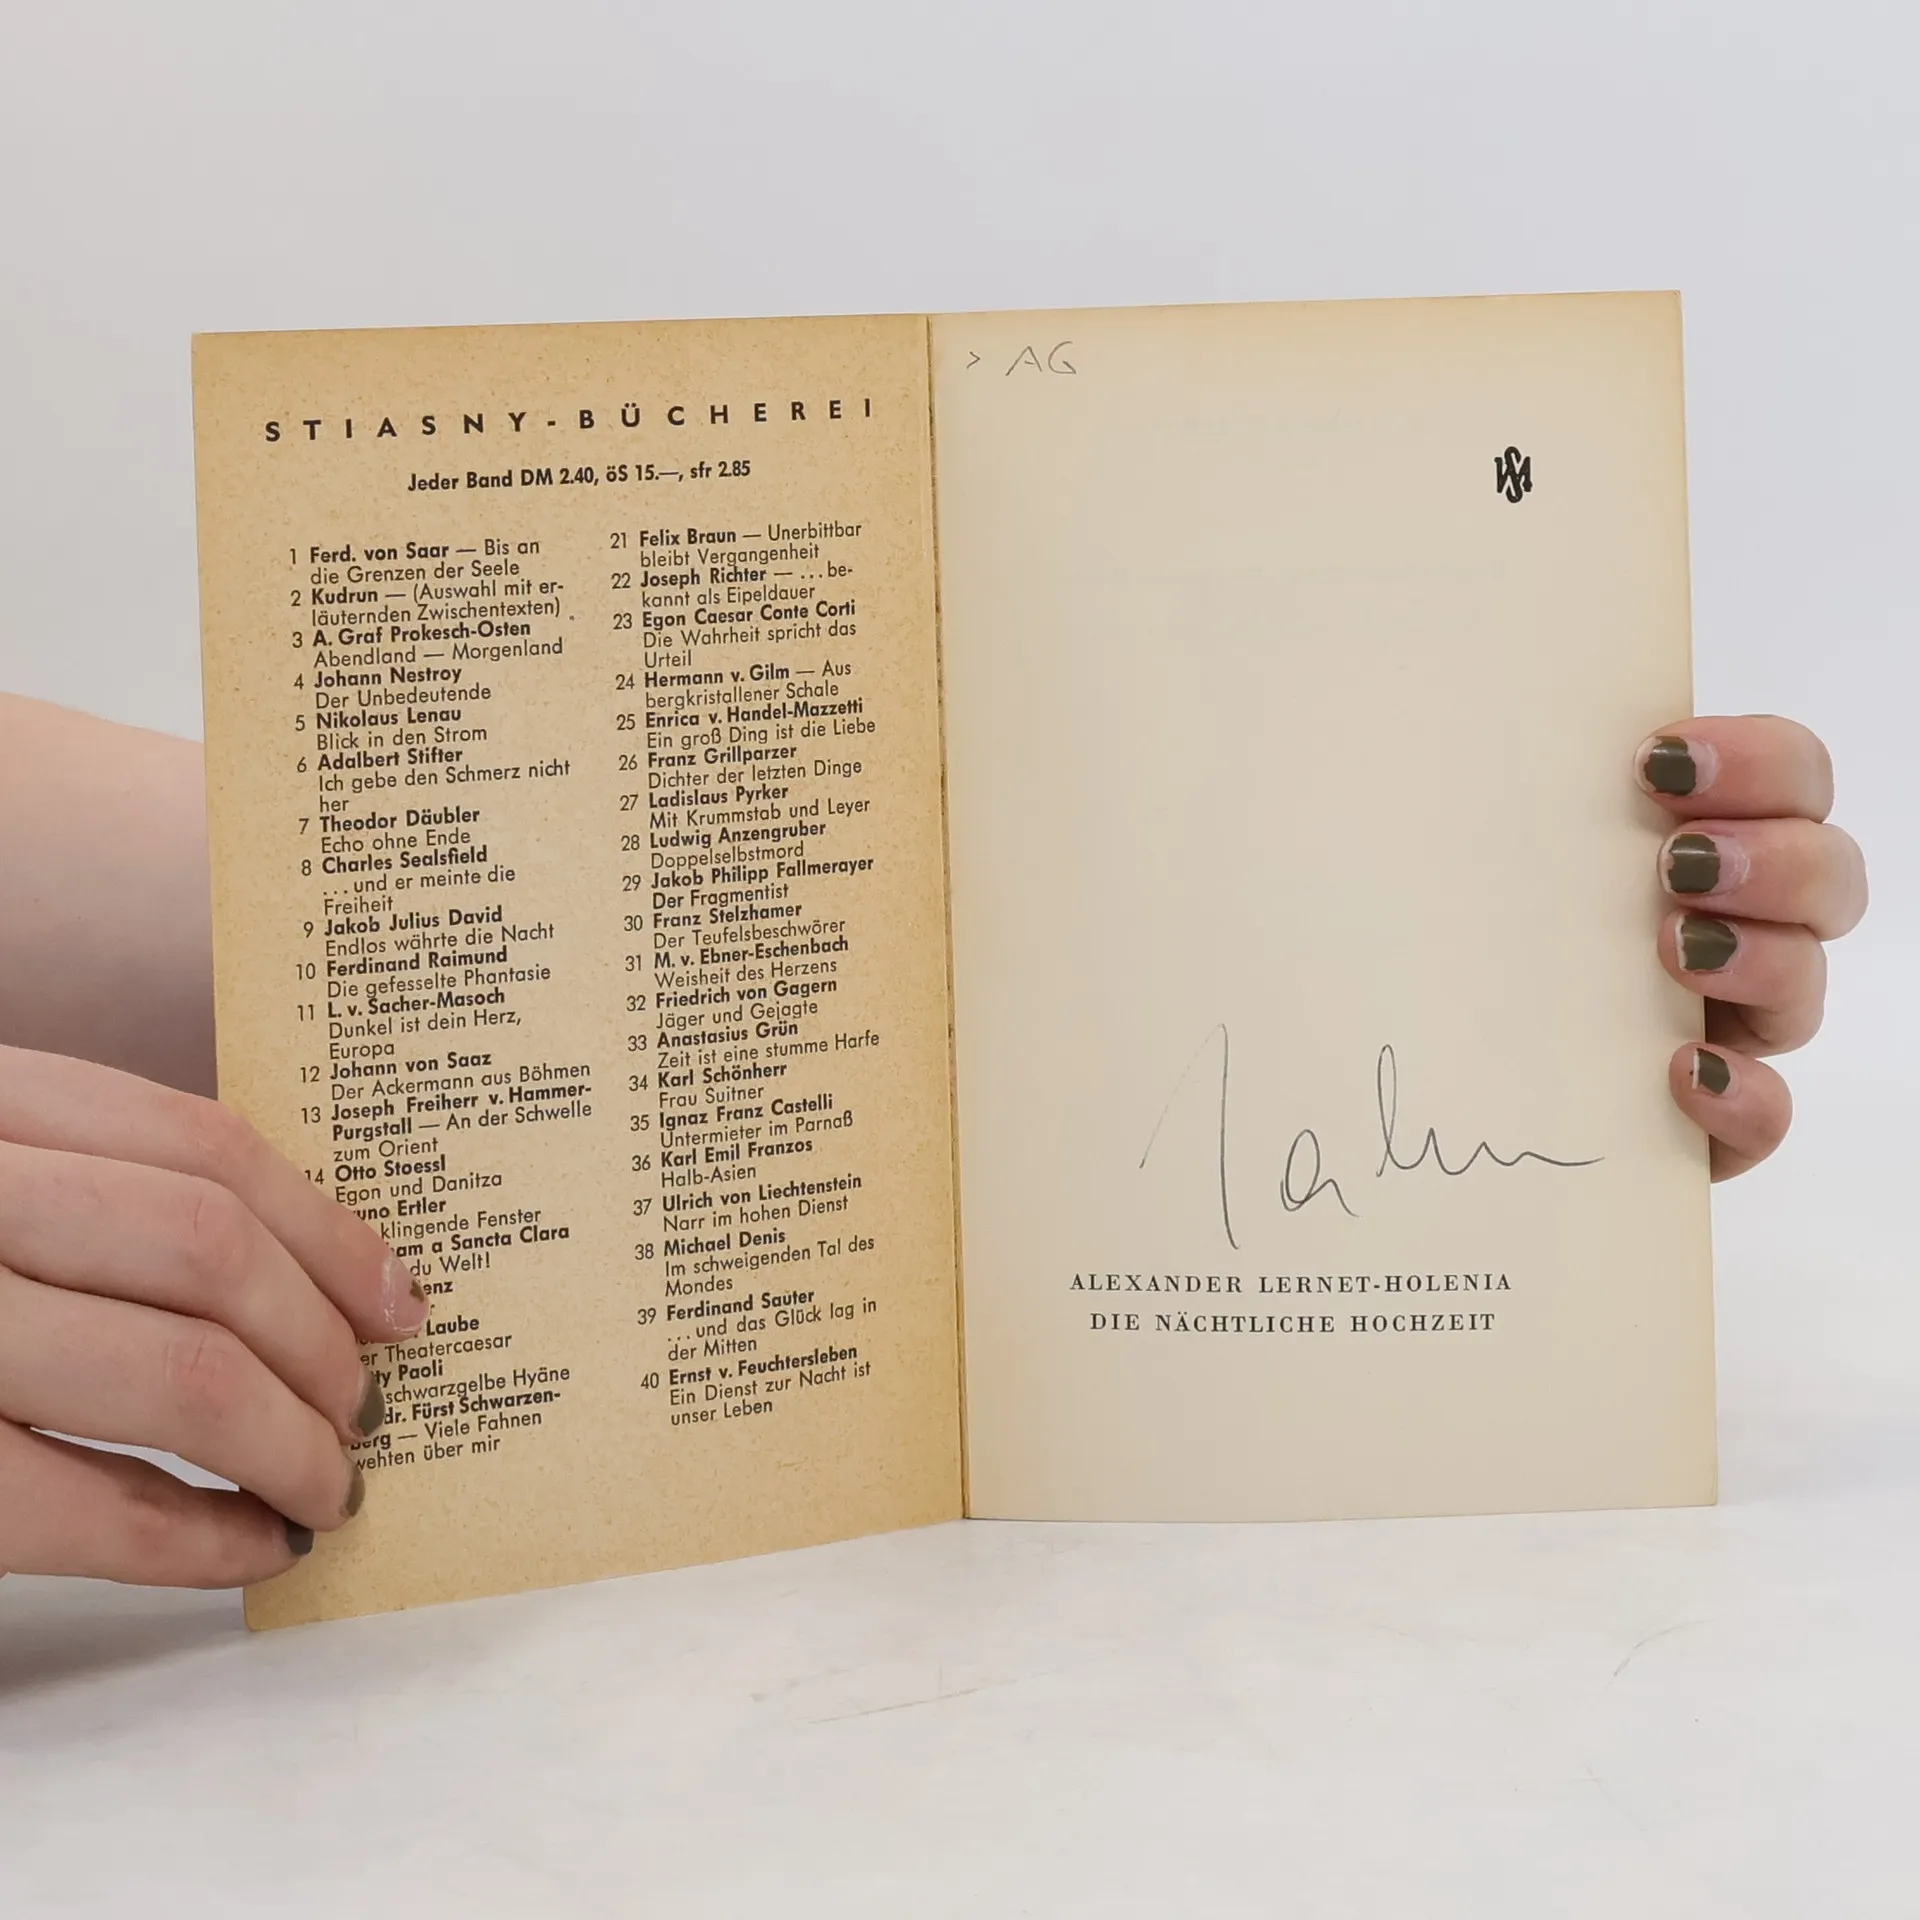 STIASNY-BÜCHEREI
Jeder Band DM 2.40, öS 15.—, sfr 2.85
1 Ferd. von Saar — Bis an
die Grenzen der Seele
2 Kudrun — (Auswahl mit er-
läuternden Zwischentexten)
3 A. Graf Prokesch-Osten
Abendland — Morgenland
4 Johann Nestroy
Der Unbedeutende
5 Nikolaus Lenau
Blick in den Strom
6 Adalbert Stifter
Ich gebe den Schmerz nicht
her
7 Theodor Däubler
Echo ohne Ende
8 Charles Sealsfield
...und er meinte die
Freiheit
9 Jakob Julius David
Endlos währte die Nacht
10 Ferdinand Raimund
Die gefesselte Phantasie
11 L. v. Sacher-Masoch
Dunkel ist dein Herz,
Europa
12 Johann von Saaz
Der Ackermann aus Böhmen
13 Joseph Freiherr v. Hammer-
Purgstall — An der Schwelle
zum Orient
14 Otto Stoessl
Egon und Danitza
klingende Fenster
a Sancta Clara
du Welt!
Laube
Theatercaesar
Paoli
schwarzgelbe Hyäne
Fürst Schwarzen-
berg — Viele Fahnen
wehten über mir
21 Felix Braun — Unerbittbar
bleibt Vergangenheit
22 Joseph Richter — ...be-
kannt als Eipeldauer
23 Egon Caesar Conte Corti
Die Wahrheit spricht das
Urteil
24 Hermann v. Gilm — Aus
bergkristallener Schale
25 Enrica v. Handel-Mazzetti
Ein groß Ding ist die Liebe
26 Franz Grillparzer
Dichter der letzten Dinge
27 Ladislaus Pyrker
Mit Krummstab und Leyer
28 Ludwig Anzengruber
Doppelselbstmord
29 Jakob Philipp Fallmerayer
Der Fragmentist
30 Franz Stelzhamer
Der Teufelsbeschwörer
31 M. v. Ebner-Eschenbach
Weisheit des Herzens
32 Friedrich von Gagern
Jäger und Gejagte
33 Anastasius Grün
Zeit ist eine stumme Harfe
34 Karl Schönherr
Frau Suitner
35 Ignaz Franz Castelli
Untermieter im Parnaß
36 Karl Emil Franzos
Halb-Asien
37 Ulrich von Liechtenstein
Narr im hohen Dienst
38 Michael Denis
Im schweigenden Tal des
Mondes
39 Ferdinand Sauter
...und das Glück lag in
der Mitten
40 Ernst v. Feuchtersleben
Ein Dienst zur Nacht ist
unser Leben
> AG
ALEXANDER LERNET-HOLENIA
DIE NÄCHTLICHE HOCHZEIT